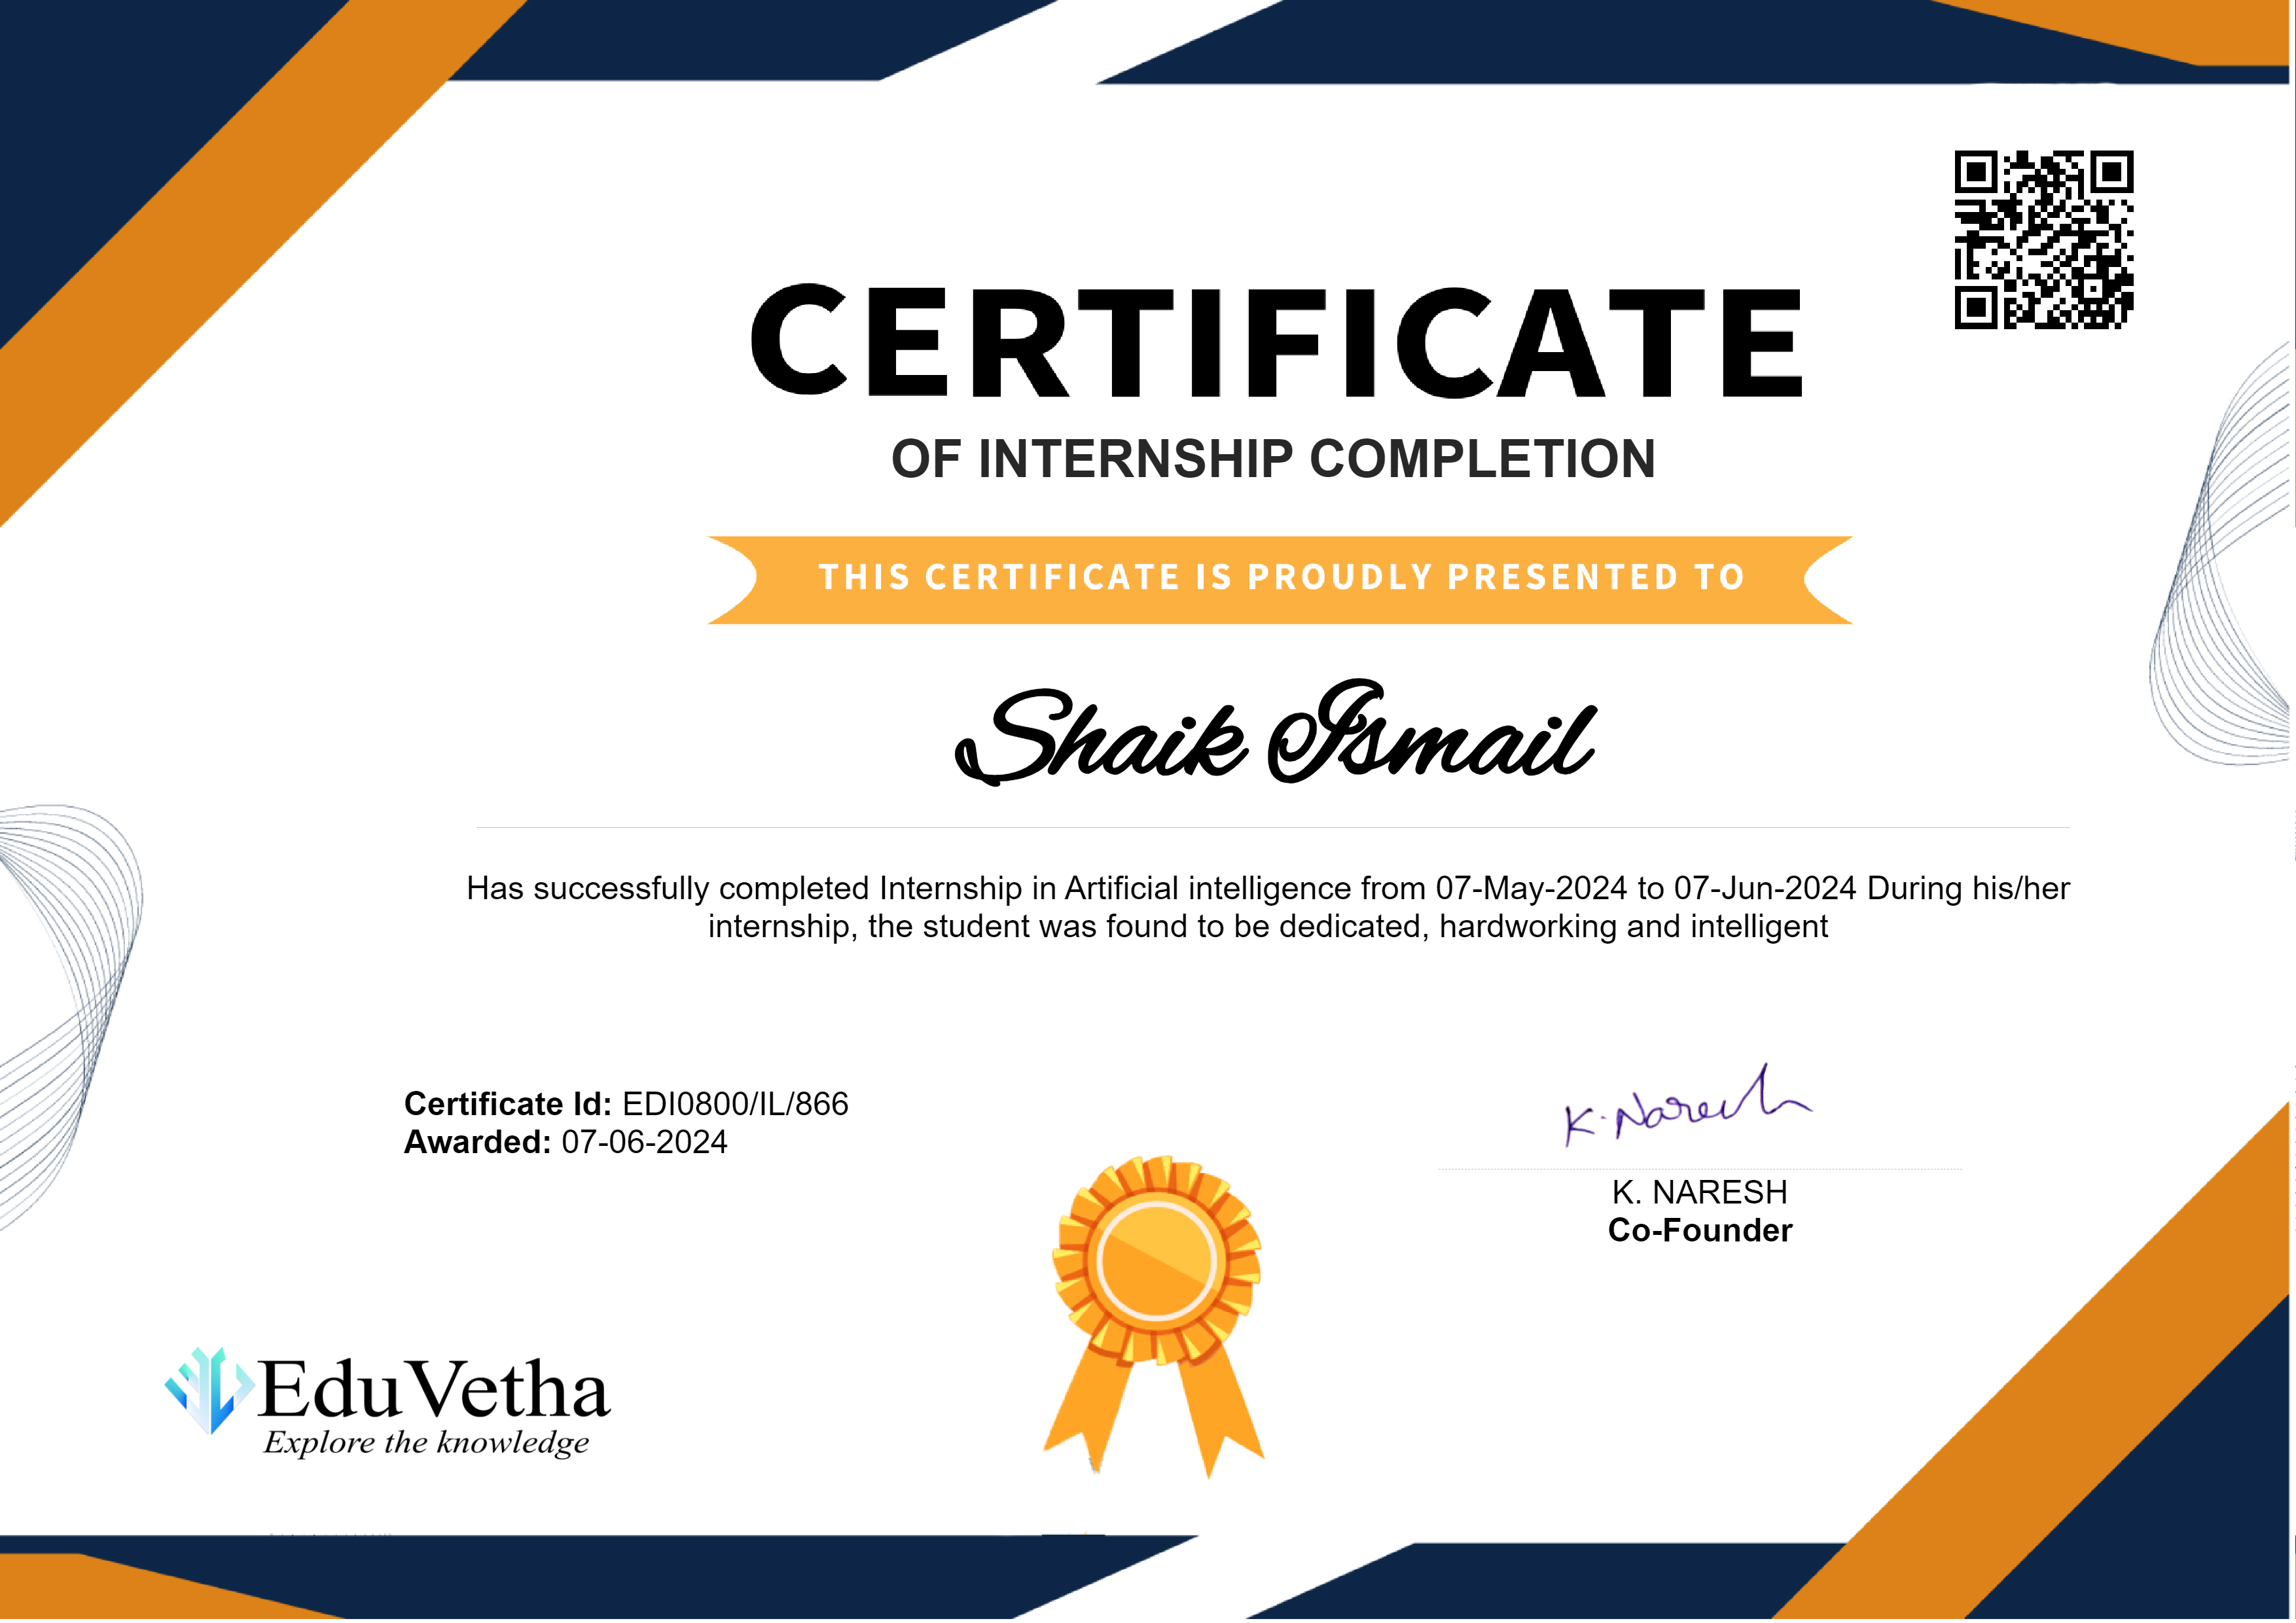 CERTIFICATE
OF INTERNSHIP COMPLETION
THIS CERTIFICATE IS PROUDLY PRESENTED TO
Shaik Ismail
Has successfully completed Internship in Artificial intelligence from 07-May-2024 to 07-Jun-2024 During his/her
internship, the student was found to be dedicated, hardworking and intelligent
Certificate Id: EDI0800/IL/866
Awarded: 07-06-2024
K. Naresh
K. NARESH
Co-Founder
EduVetha
Explore the knowledge